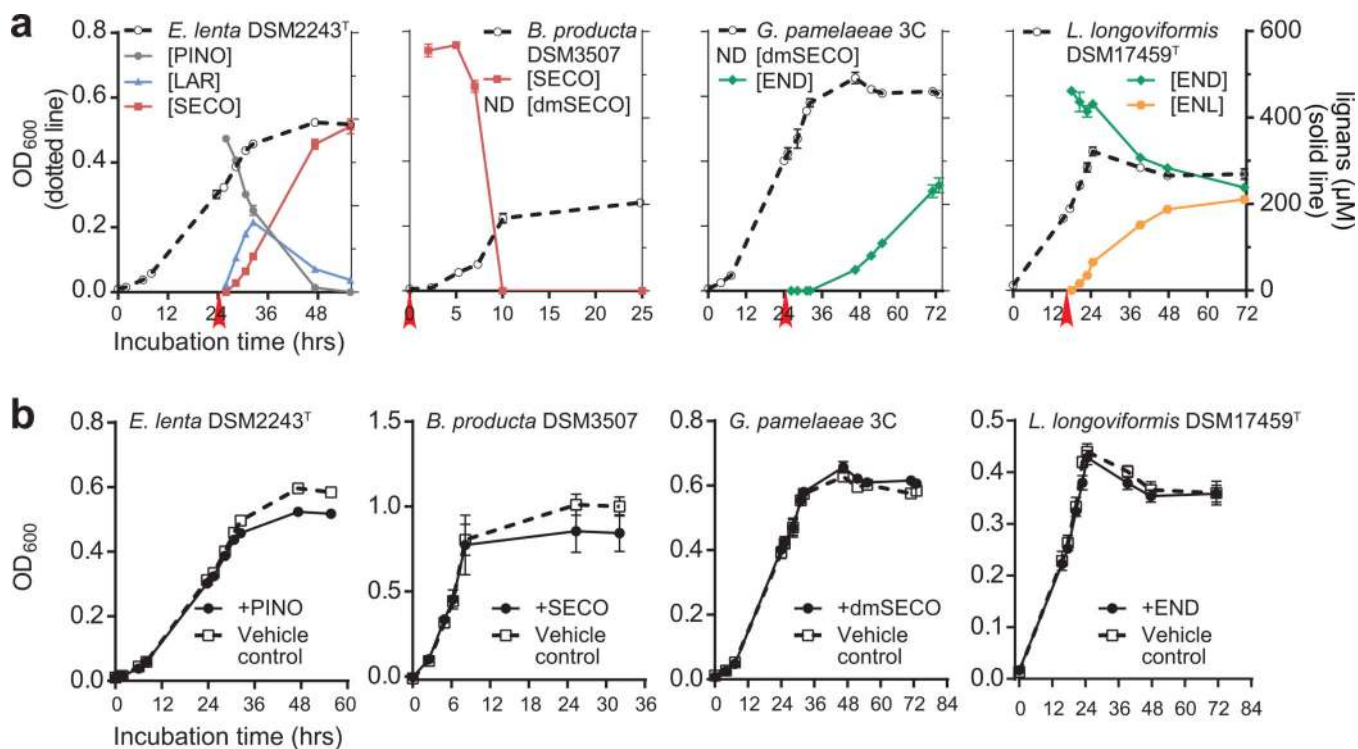 a
E. lenta DSM2243ᵀ
[PINO]
[LAR]
[SECO]
OD₆₀₀
(dotted line)
0.8
0.6
0.4
0.2
0.0
0 12 24 36 48
Incubation time (hrs)
B. producta
DSM3507
[SECO]
ND [dmSECO]
0 5 10 15 20 25
G. pamelaeae 3C
ND [dmSECO]
[END]
0 12 24 36 48 60 72
L. longoviformis
DSM17459ᵀ
[END]
[ENL]
0 12 24 36 48 60 72
600
400
200
0
lignans (µM)
(solid line)
b
E. lenta DSM2243ᵀ
OD₆₀₀
0.8
0.6
0.4
0.2
0.0
+PINO
Vehicle
control
0 12 24 36 48 60
Incubation time (hrs)
B. producta DSM3507
1.5
1.0
0.5
0.0
+SECO
Vehicle
control
0 6 12 18 24 30 36
G. pamelaeae 3C
0.8
0.6
0.4
0.2
0.0
+dmSECO
Vehicle
control
0 12 24 36 48 60 72 84
L. longoviformis DSM17459ᵀ
0.5
0.4
0.3
0.2
0.1
0.0
+END
Vehicle
control
0 12 24 36 48 60 72 84